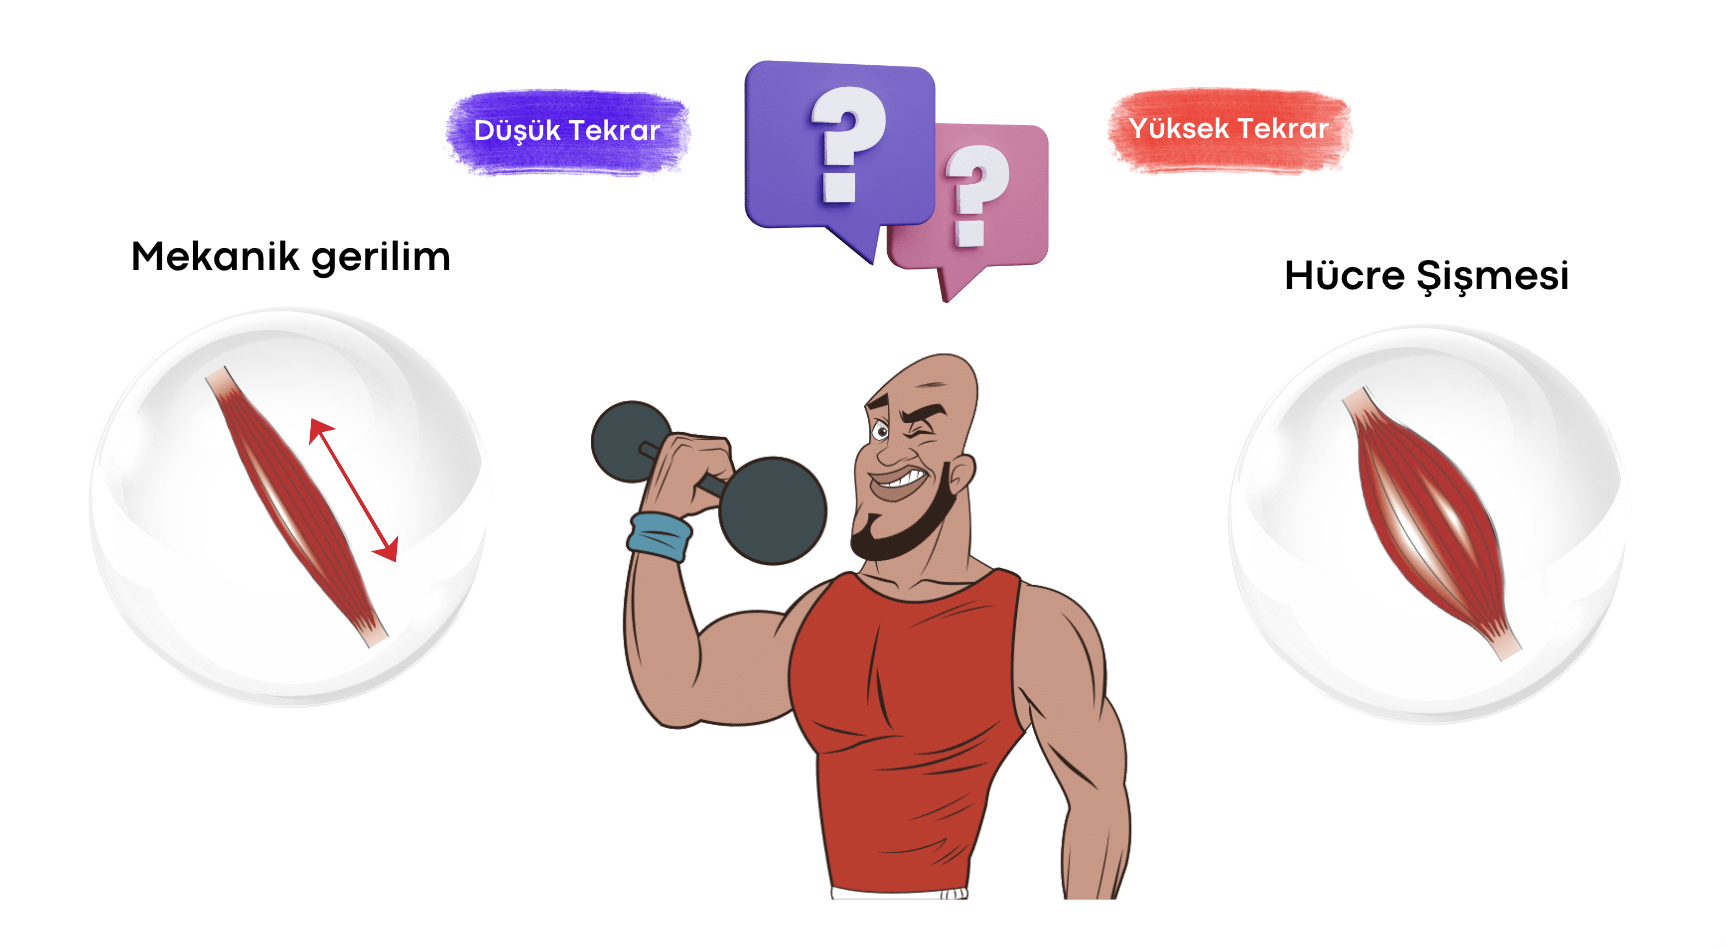 Düşük Tekrar
? ?
Yüksek Tekrar
Mekanik gerilim
Hücre Şişmesi